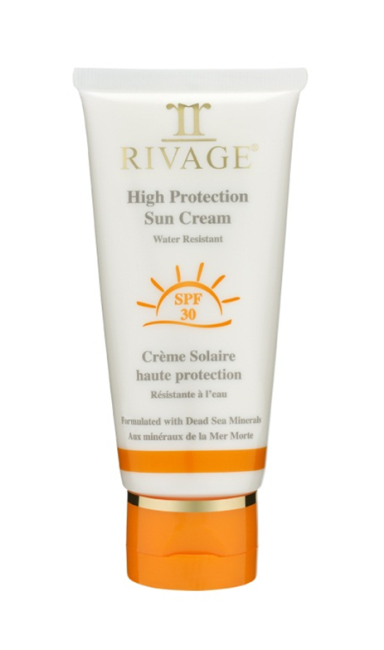 RIVAGE®
High Protection
Sun Cream
Water Resistant
SPF
30
Crème Solaire
haute protection
Résistante à l'eau
Formulated with Dead Sea Minerals
Aux minéraux de la Mer Morte